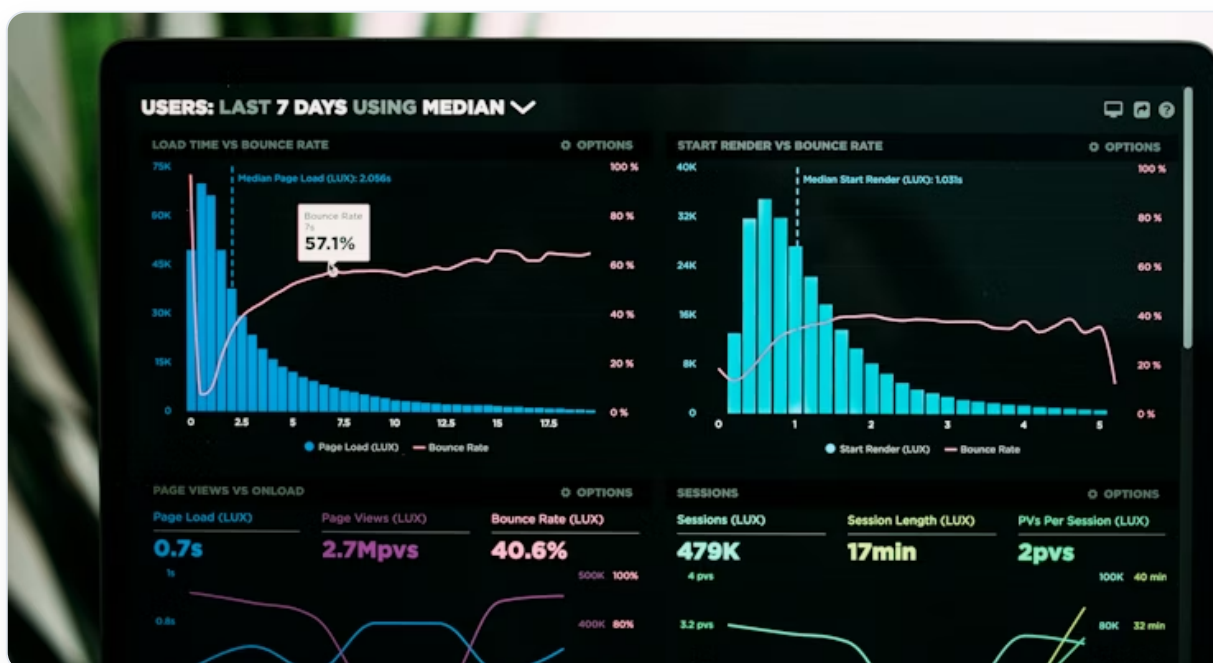 USERS: LAST 7 DAYS USING MEDIAN
LOAD TIME VS BOUNCE RATE
OPTIONS
75K
60K
45K
30K
15K
0
Median Page Load (LUX): 2.056s
Bounce Rate
7s
57.1%
100 %
80 %
60 %
40 %
20 %
0 %
0 2.5 5 7.5 10 12.5 15 17.5
Page Load (LUX) Bounce Rate
START RENDER VS BOUNCE RATE
OPTIONS
40K
32K
24K
16K
8K
0
Median Start Render (LUX): 1.031s
100 %
80 %
60 %
40 %
20 %
0 %
0 1 2 3 4 5
Start Render (LUX) Bounce Rate
PAGE VIEWS VS ONLOAD
OPTIONS
Page Load (LUX) Page Views (LUX) Bounce Rate (LUX)
0.7s 2.7Mpvs 40.6%
1s 500K 100%
0.8s 400K 80%
SESSIONS
OPTIONS
Sessions (LUX) Session Length (LUX) PVs Per Session (LUX)
479K 17min 2pvs
4 pvs 100K 40 min
3.2 pvs 80K 32 min